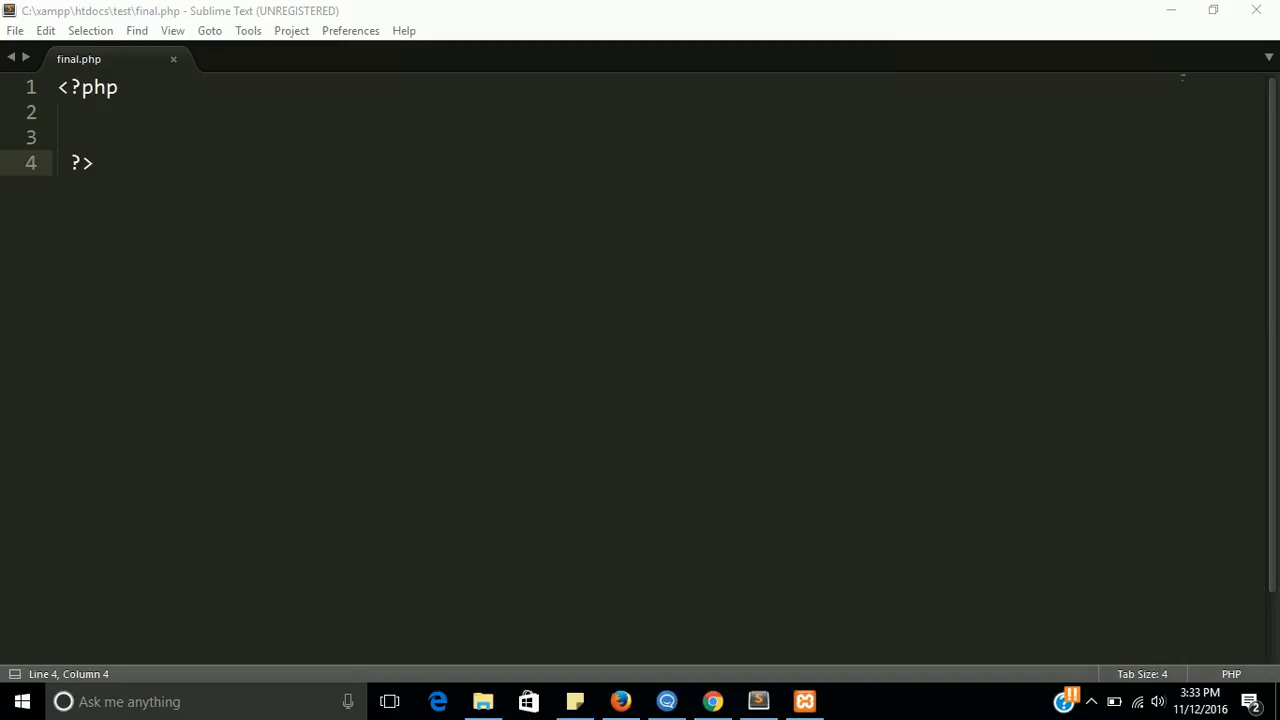 C:\xampp\htdocs\test\final.php - Sublime Text (UNREGISTERED)
File Edit Selection Find View Goto Tools Project Preferences Help
final.php ×
1 <?php
2
3
4 ?>
Line 4, Column 4 Tab Size: 4 PHP
Ask me anything
3:33 PM
11/12/2016
2